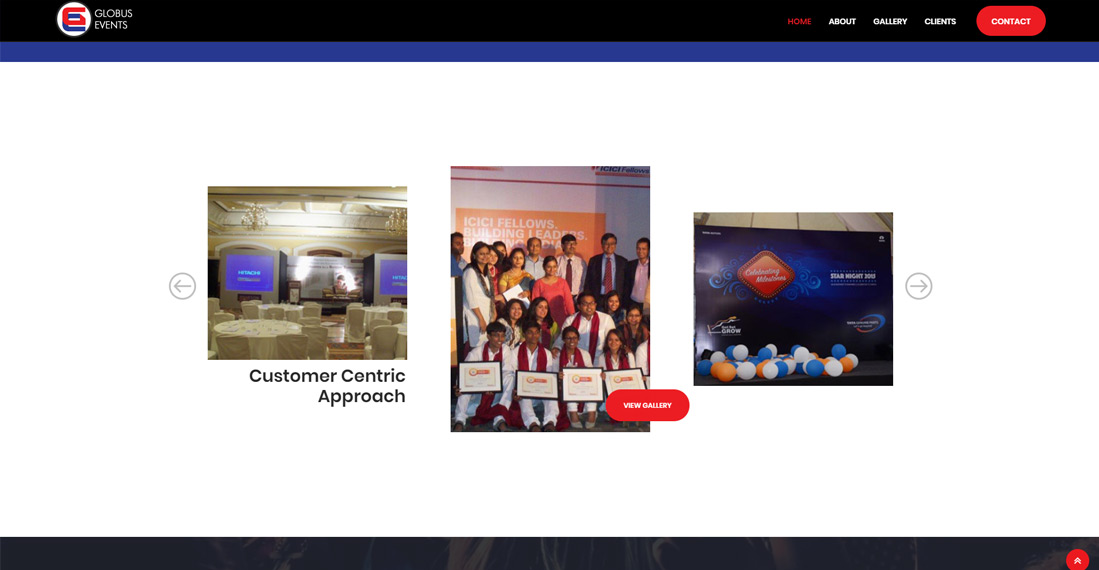 GLOBUS
EVENTS
HOME
ABOUT
GALLERY
CLIENTS
CONTACT
HITACHI
HITACHI
Customer Centric
Approach
ICICI Fellows
ICICI FELLOWS.
BUILDING LEADERS.
VIEW GALLERY
Celebrating
Milestones
STAR NIGHT 2013
GROW